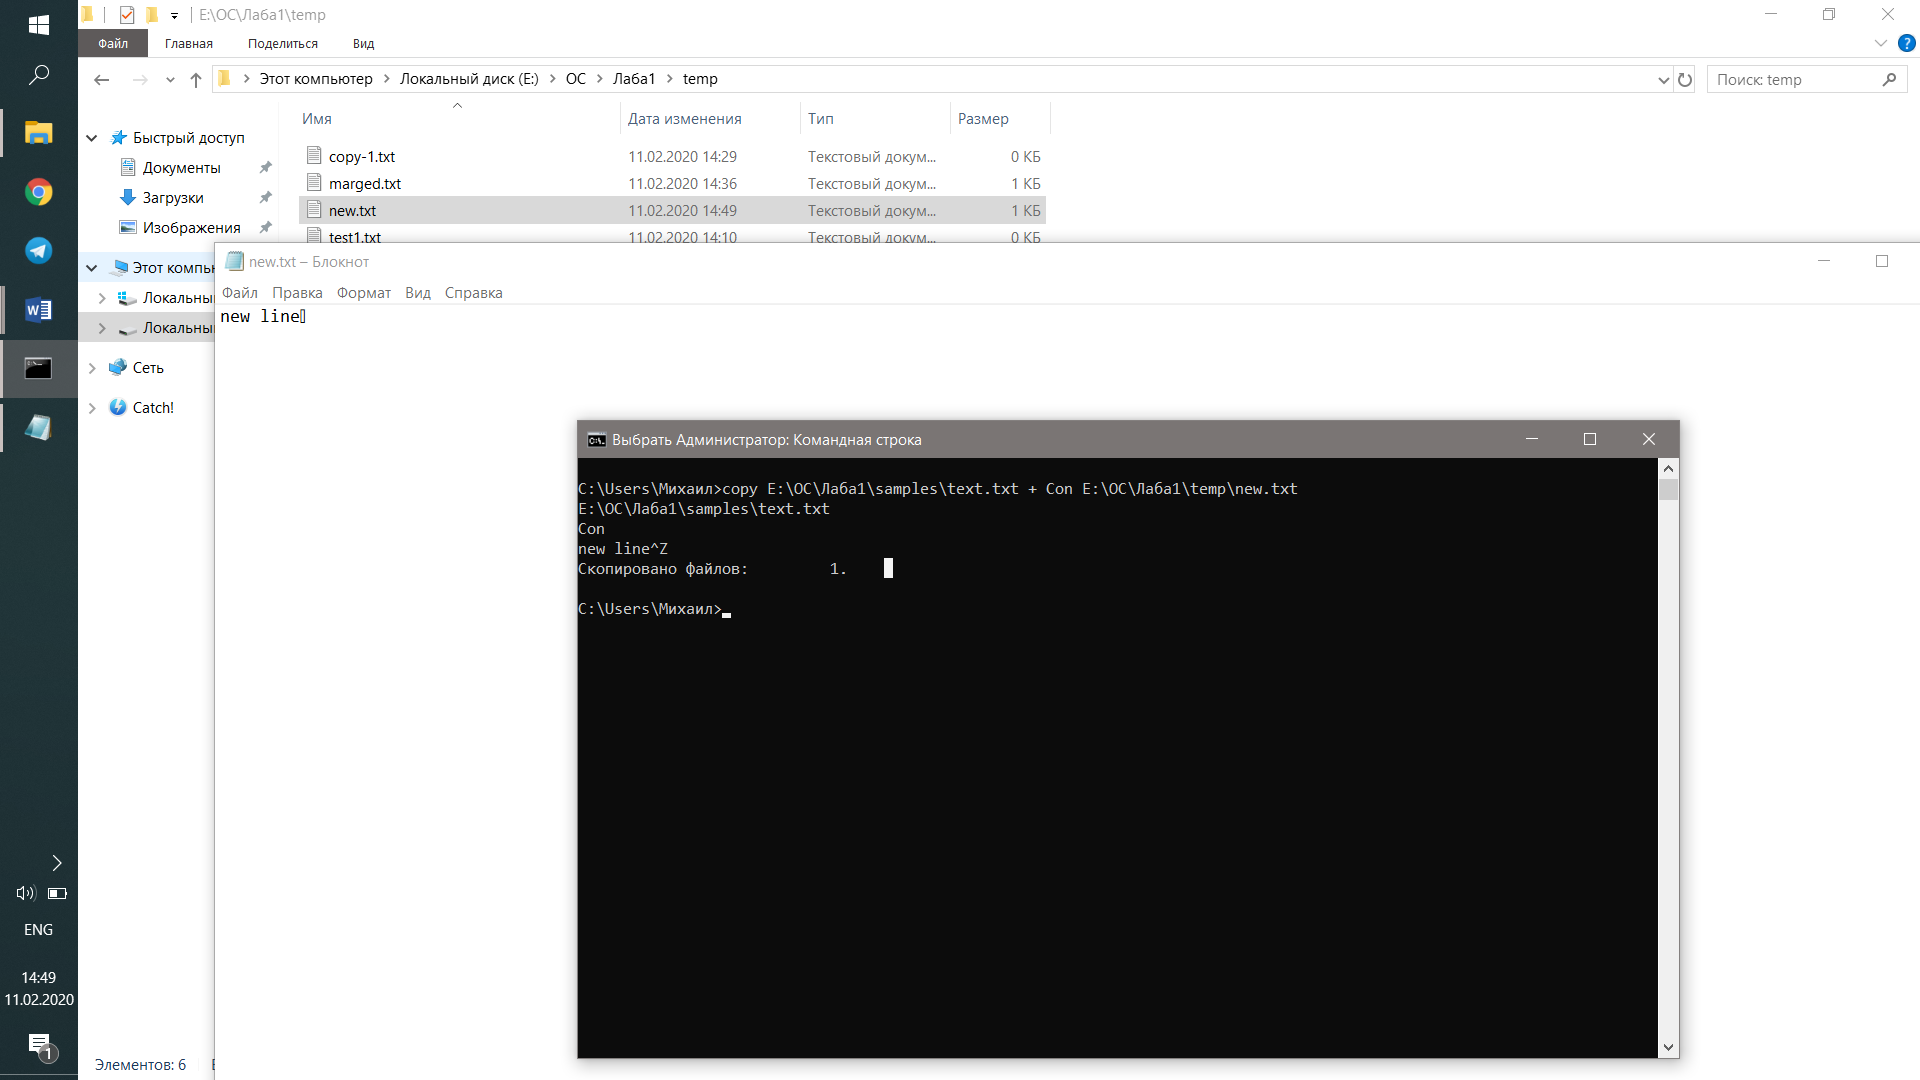 E:\ОС\Лаба1\temp
Файл Главная Поделиться Вид
Этот компьютер Локальный диск (E:) ОС Лаба1 temp
Поиск: temp
Имя Дата изменения Тип Размер
Быстрый доступ
Документы
Загрузки
Изображения
Этот компы
Локальны
Локальны
Сеть
Catch!
copy-1.txt 11.02.2020 14:29 Текстовый докум... 0 КБ
marged.txt 11.02.2020 14:36 Текстовый докум... 1 КБ
new.txt 11.02.2020 14:49 Текстовый докум... 1 КБ
test1.txt 11.02.2020 14:10 Текстовый докум... 0 КБ
new.txt – Блокнот
Файл Правка Формат Вид Справка
new line
Выбрать Администратор: Командная строка
C:\Users\Михаил>copy E:\ОС\Лаба1\samples\text.txt + Con E:\ОС\Лаба1\temp\new.txt
E:\ОС\Лаба1\samples\text.txt
Con
new line^Z
Скопировано файлов: 1.
C:\Users\Михаил>
ENG
14:49
11.02.2020
1
Элементов: 6